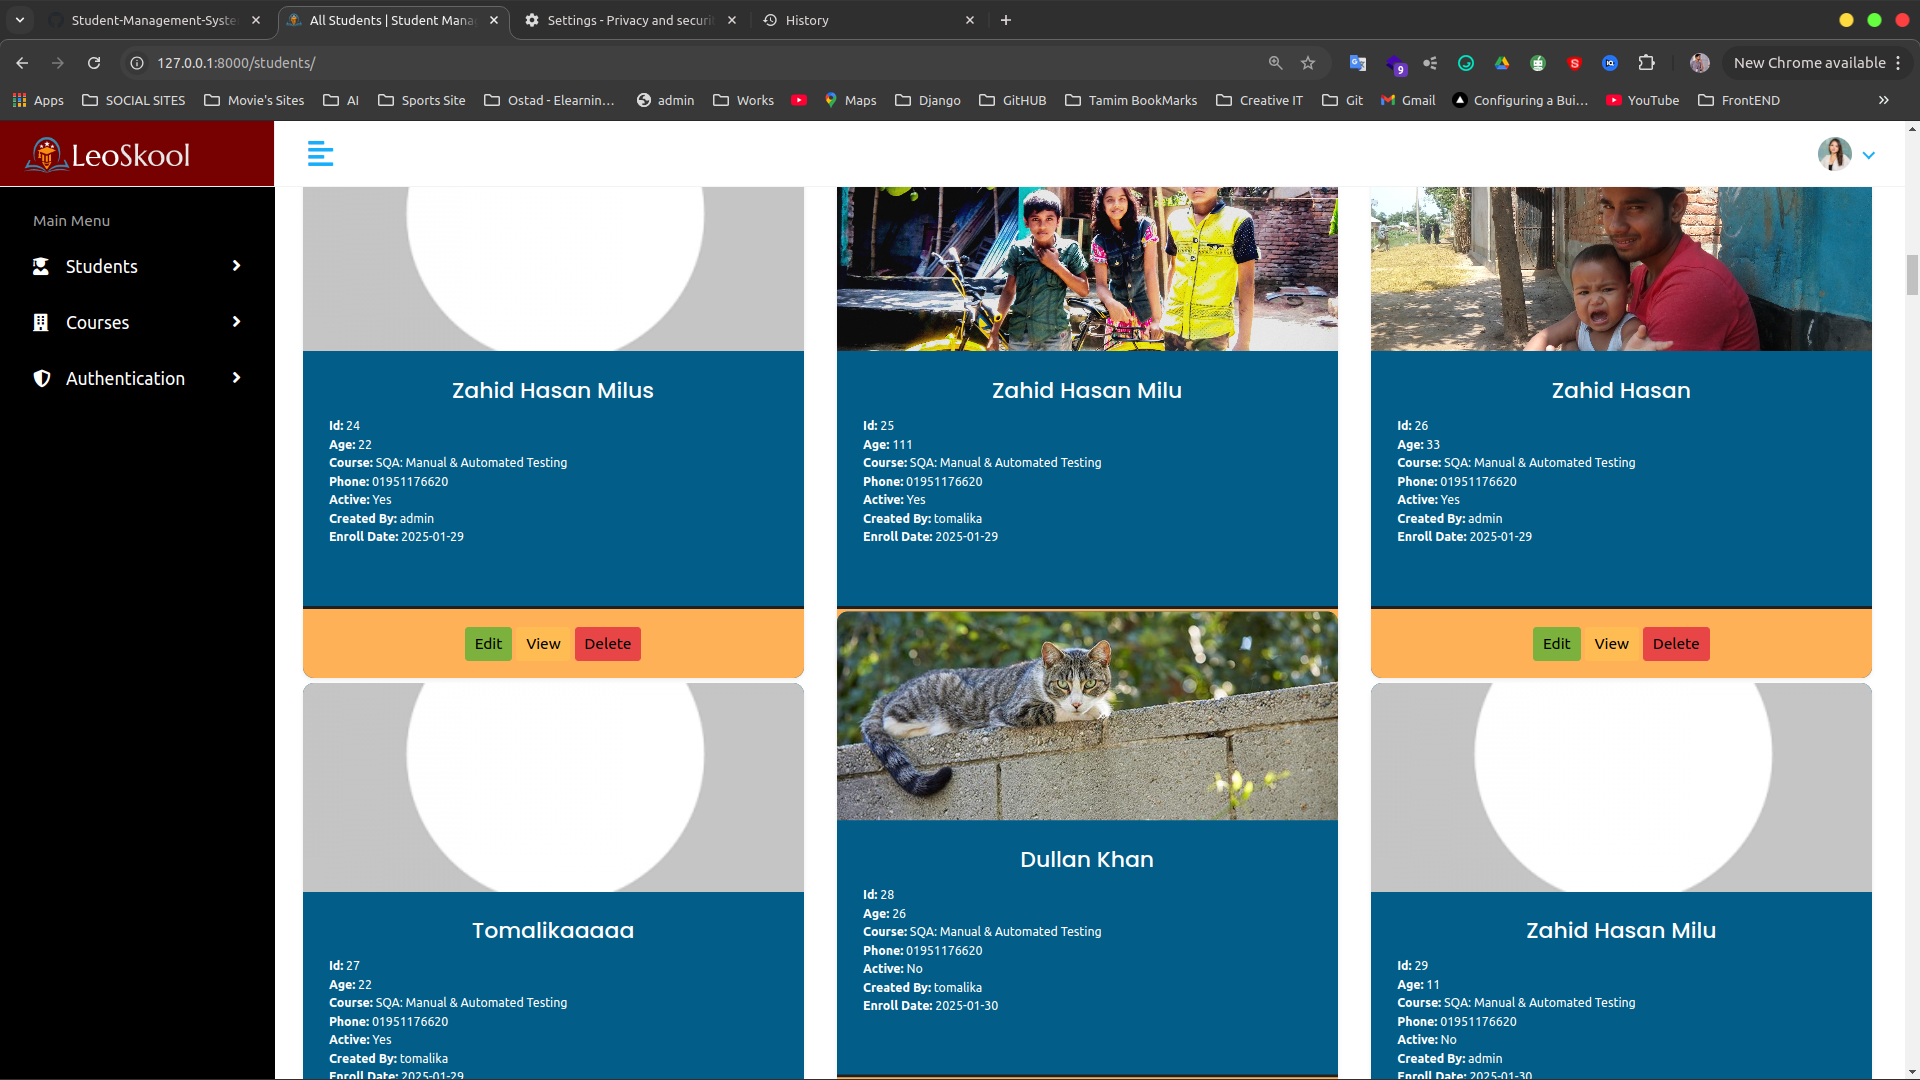 Student-Management-Syste
All Students | Student Mana
Settings - Privacy and securi
History
127.0.0.1:8000/students/
9
New Chrome available
Apps
SOCIAL SITES
Movie's Sites
AI
Sports Site
Ostad - Elearnin...
admin
Works
Maps
Django
GitHUB
Tamim BookMarks
Creative IT
Git
Gmail
Configuring a Bui...
YouTube
FrontEND
LeoSkool
Main Menu
Students
Courses
Authentication
Zahid Hasan Milus
Id: 24
Age: 22
Course: SQA: Manual & Automated Testing
Phone: 01951176620
Active: Yes
Created By: admin
Enroll Date: 2025-01-29
Edit
View
Delete
Zahid Hasan Milu
Id: 25
Age: 111
Course: SQA: Manual & Automated Testing
Phone: 01951176620
Active: Yes
Created By: tomalika
Enroll Date: 2025-01-29
Zahid Hasan
Id: 26
Age: 33
Course: SQA: Manual & Automated Testing
Phone: 01951176620
Active: Yes
Created By: admin
Enroll Date: 2025-01-29
Edit
View
Delete
Tomalikaaaaa
Id: 27
Age: 22
Course: SQA: Manual & Automated Testing
Phone: 01951176620
Active: Yes
Created By: tomalika
Enroll Date: 2025-01-29
Dullan Khan
Id: 28
Age: 26
Course: SQA: Manual & Automated Testing
Phone: 01951176620
Active: No
Created By: tomalika
Enroll Date: 2025-01-30
Zahid Hasan Milu
Id: 29
Age: 11
Course: SQA: Manual & Automated Testing
Phone: 01951176620
Active: No
Created By: admin
Enroll Date: 2025-01-30